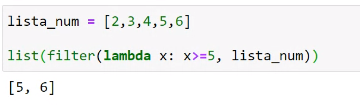 lista_num = [2,3,4,5,6]
list(filter(lambda x: x>=5, lista_num))
[5, 6]